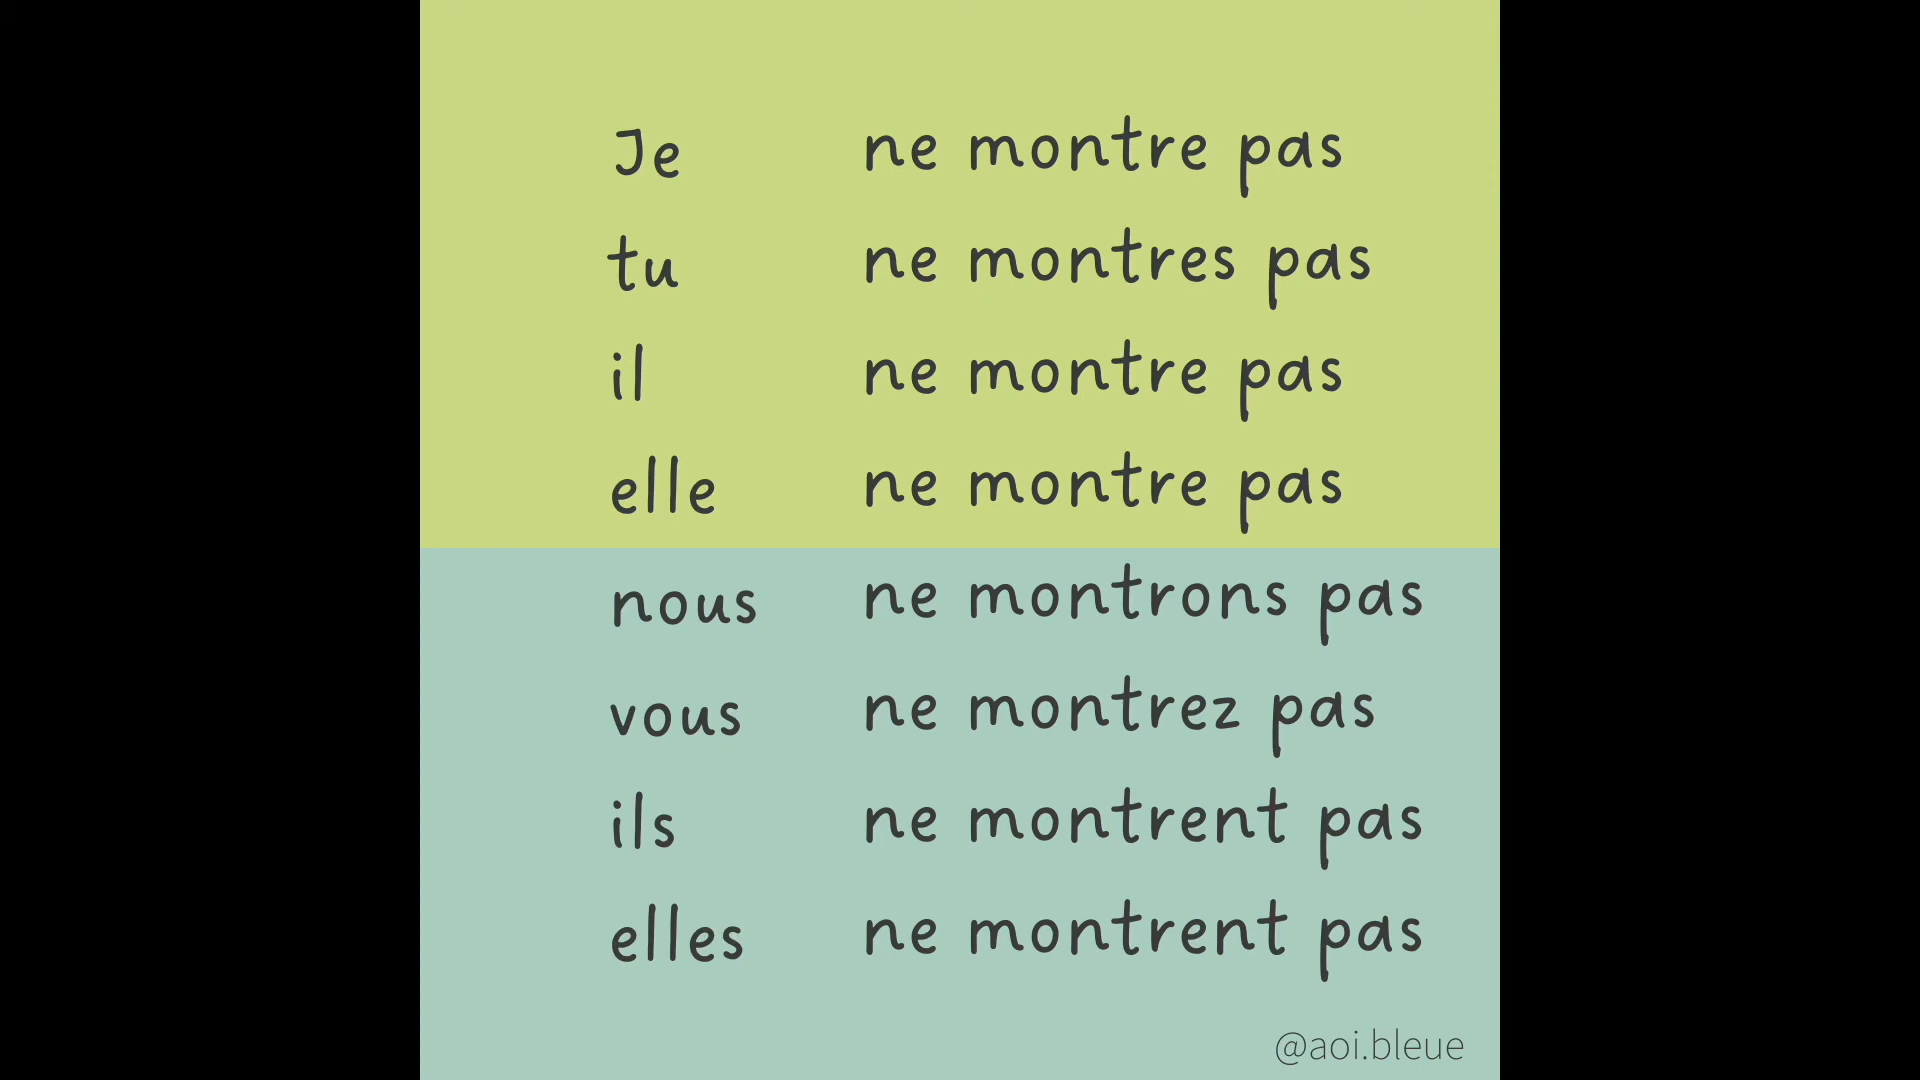 Je ne montre pas
tu ne montres pas
il ne montre pas
elle ne montre pas
nous ne montrons pas
vous ne montrez pas
ils ne montrent pas
elles ne montrent pas
@aoi.bleue